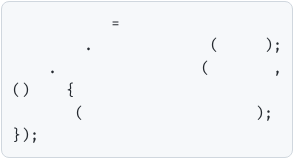 =
.                (      );
.                  (         ,
()    {
(                      );
});